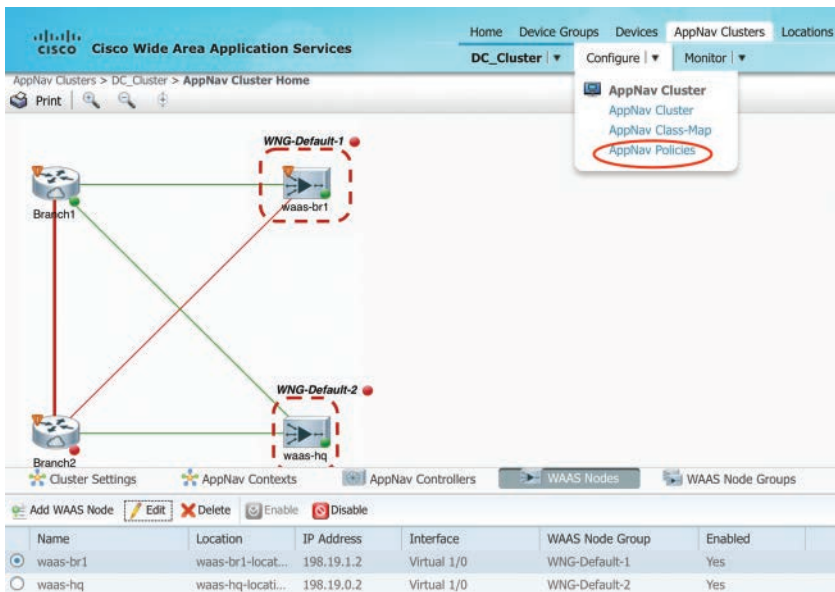 Home Device Groups Devices AppNav Clusters Locations
CISCO Cisco Wide Area Application Services
DC_Cluster Configure Monitor
AppNav Clusters > DC_Cluster > AppNav Cluster Home
Print
AppNav Cluster
AppNav Cluster
AppNav Class-Map
AppNav Policies
WNG-Default-1
Branch1
waas-br1
WNG-Default-2
Branch2
waas-hq
Cluster Settings AppNav Contexts AppNav Controllers WAAS Nodes WAAS Node Groups
Add WAAS Node Edit Delete Enable Disable
Name Location IP Address Interface WAAS Node Group Enabled
waas-br1 waas-br1-locat... 198.19.1.2 Virtual 1/0 WNG-Default-1 Yes
waas-hq waas-hq-locati... 198.19.0.2 Virtual 1/0 WNG-Default-2 Yes